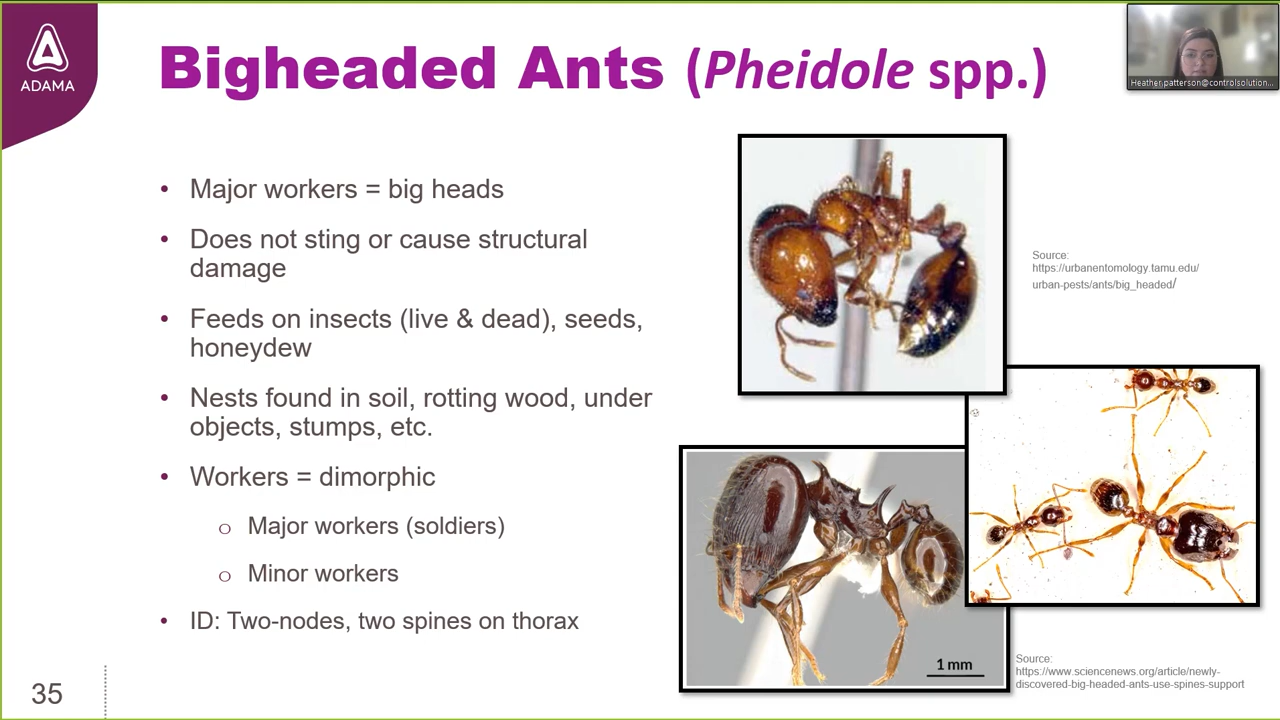 ADAMA
Bigheaded Ants (Pheidole spp.)
Heather.patterson@controlsolution...
• Major workers = big heads
• Does not sting or cause structural
damage
• Feeds on insects (live & dead), seeds,
honeydew
• Nests found in soil, rotting wood, under
objects, stumps, etc.
• Workers = dimorphic
o Major workers (soldiers)
o Minor workers
• ID: Two-nodes, two spines on thorax
Source:
https://urbanentomology.tamu.edu/
urban-pests/ants/big_headed/
1 mm
Source:
https://www.sciencenews.org/article/newly-
discovered-big-headed-ants-use-spines-support
35